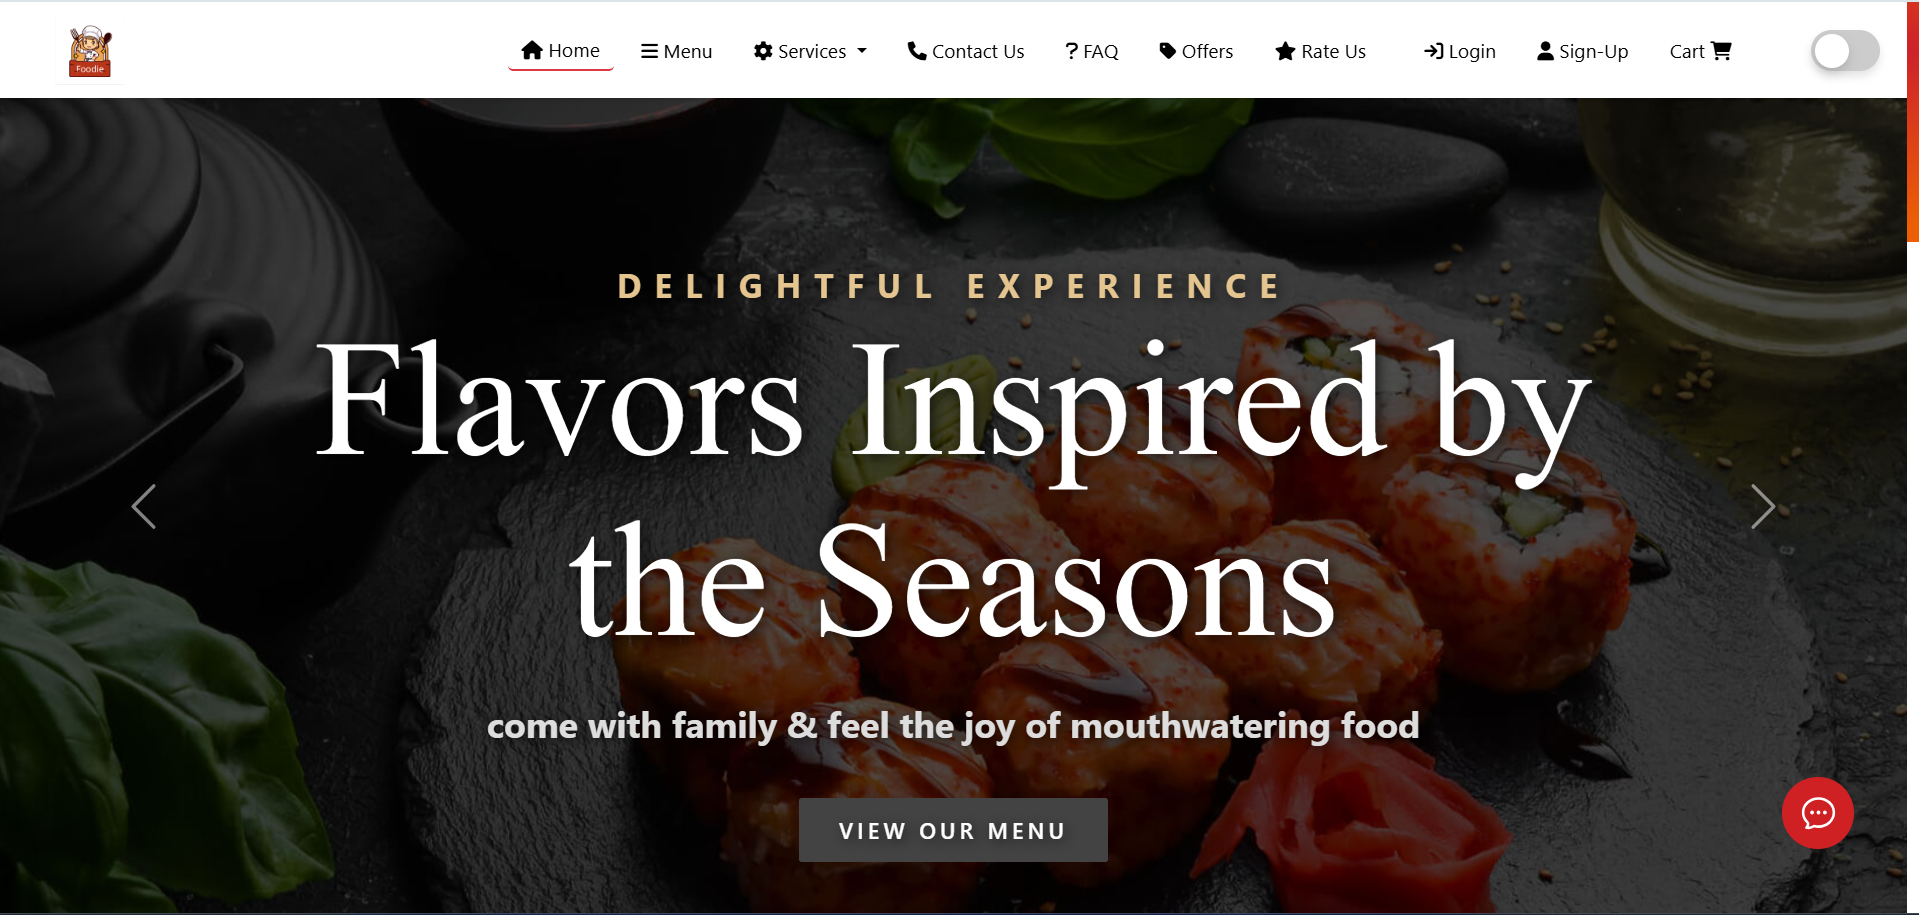 Foodie
Home
Menu
Services
Contact Us
? FAQ
Offers
Rate Us
Login
Sign-Up
Cart
DELIGHTFUL EXPERIENCE
Flavors Inspired by
the Seasons
come with family & feel the joy of mouthwatering food
VIEW OUR MENU